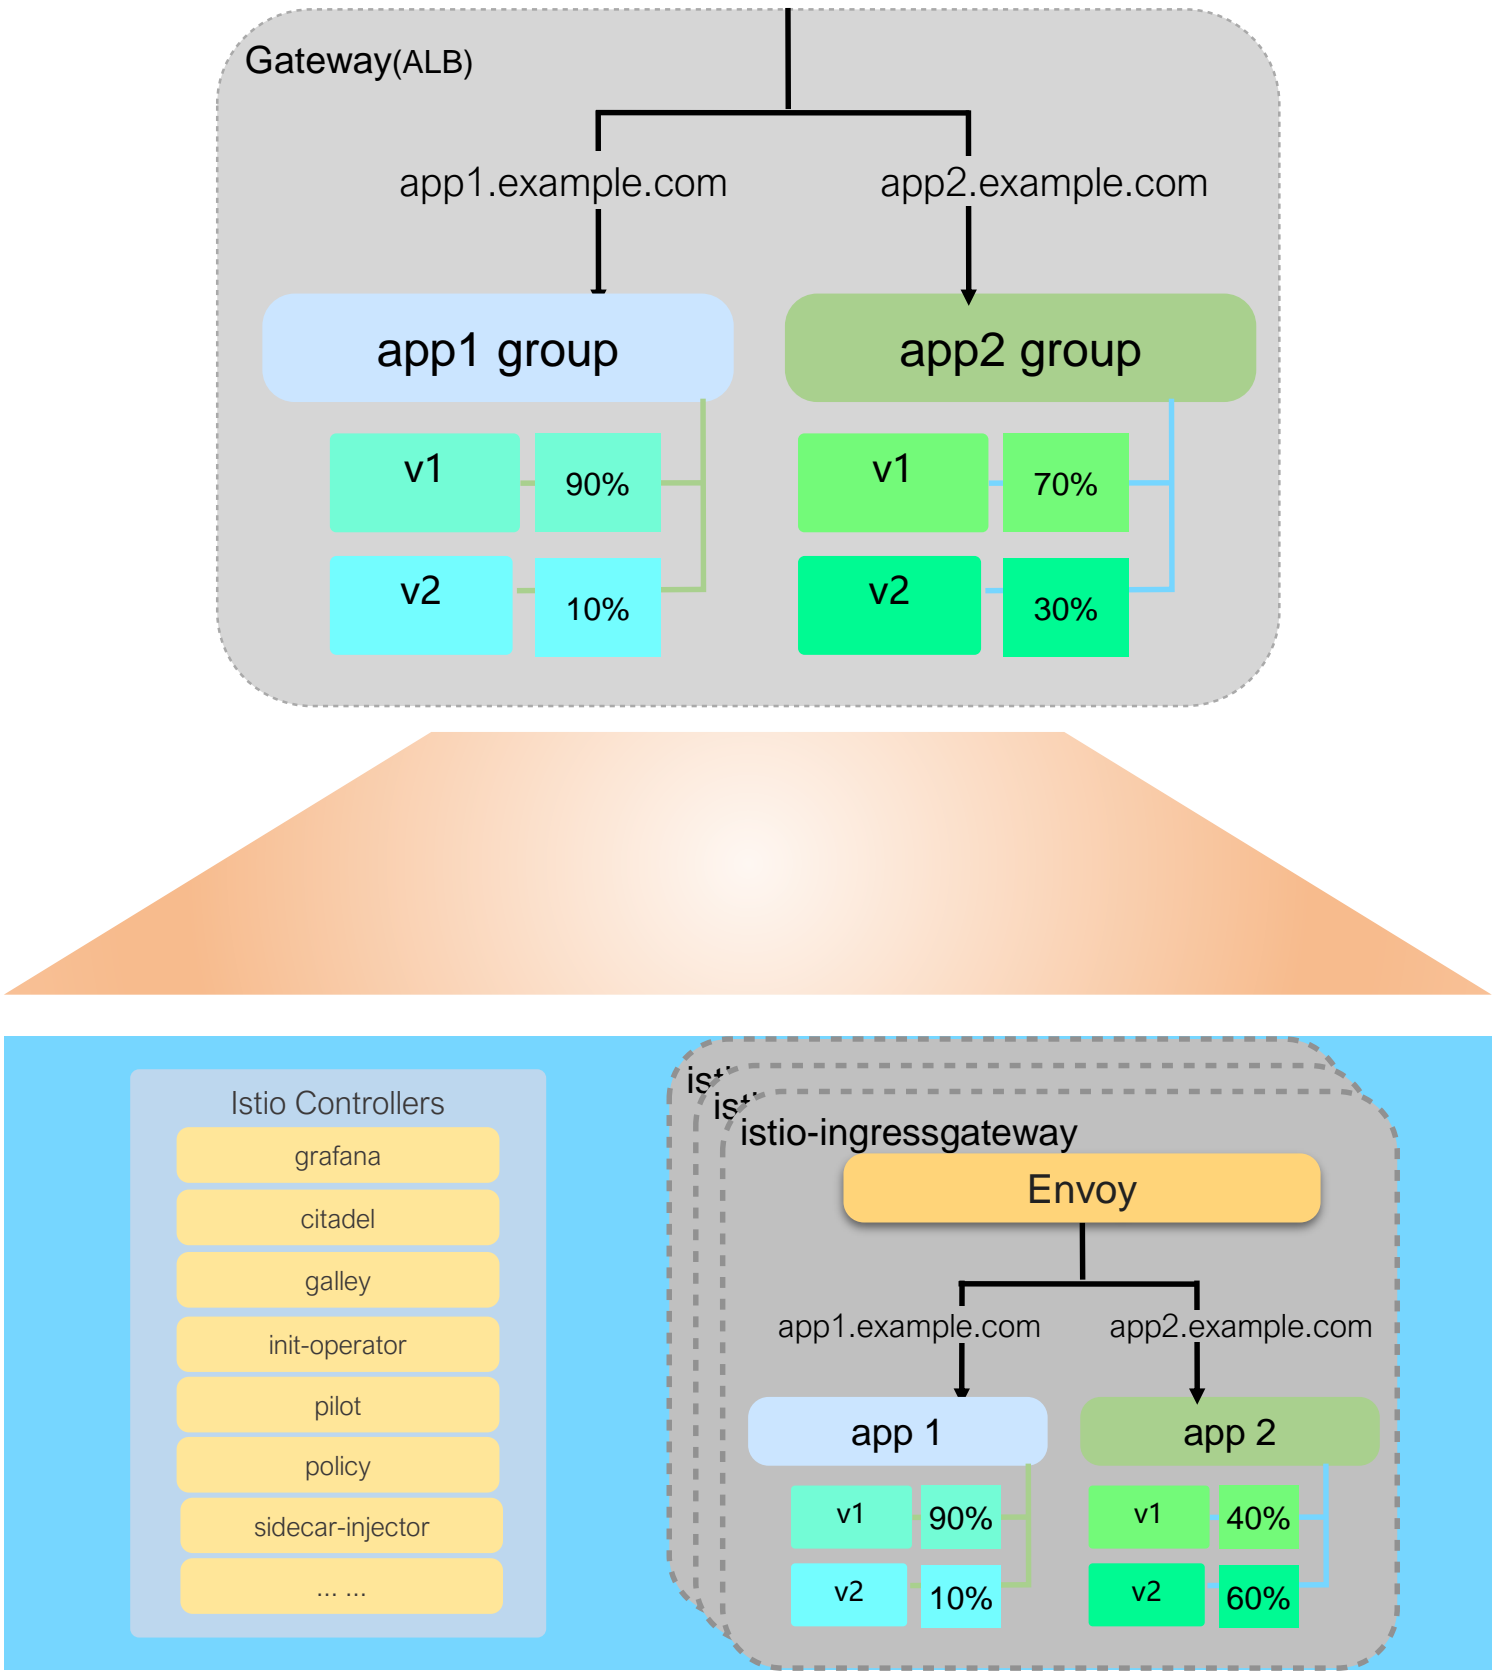 Gateway(ALB)
app1.example.com
app2.example.com
app1 group
app2 group
v1
90%
v1
70%
v2
10%
v2
30%
Istio Controllers
grafana
citadel
galley
init-operator
pilot
policy
sidecar-injector
... ...
isti
isti
istio-ingressgateway
Envoy
app1.example.com
app2.example.com
app 1
app 2
v1
90%
v1
40%
v2
10%
v2
60%